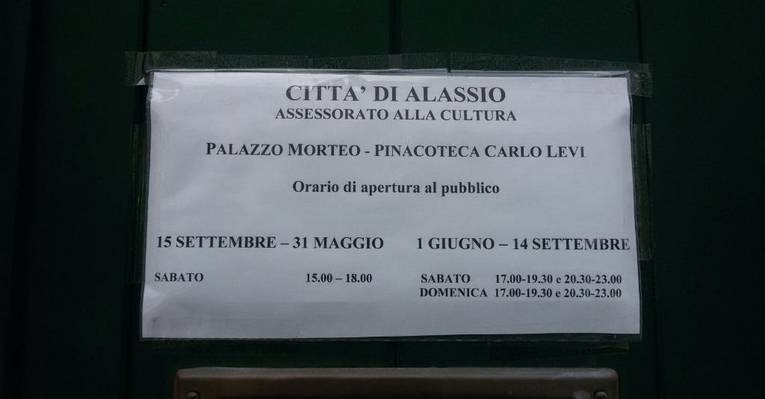 CITTA' DI ALASSIO
ASSESSORATO ALLA CULTURA
PALAZZO MORTEO - PINACOTECA CARLO LEVI
Orario di apertura al pubblico
15 SETTEMBRE – 31 MAGGIO
SABATO 15.00 – 18.00
1 GIUGNO – 14 SETTEMBRE
SABATO 17.00-19.30 e 20.30-23.00
DOMENICA 17.00-19.30 e 20.30-23.00